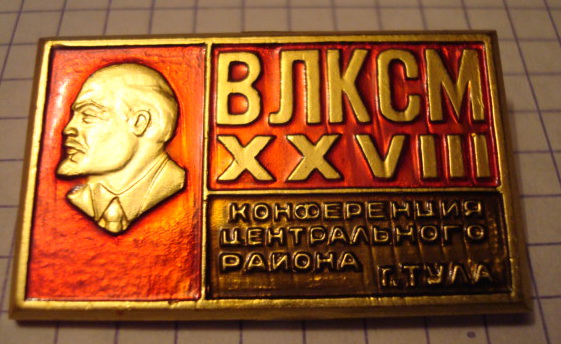 ВЛКСМ
XXVIII
КОНФЕРЕНЦИЯ
ЦЕНТРАЛЬНОГО
РАЙОНА Г.ТУЛА